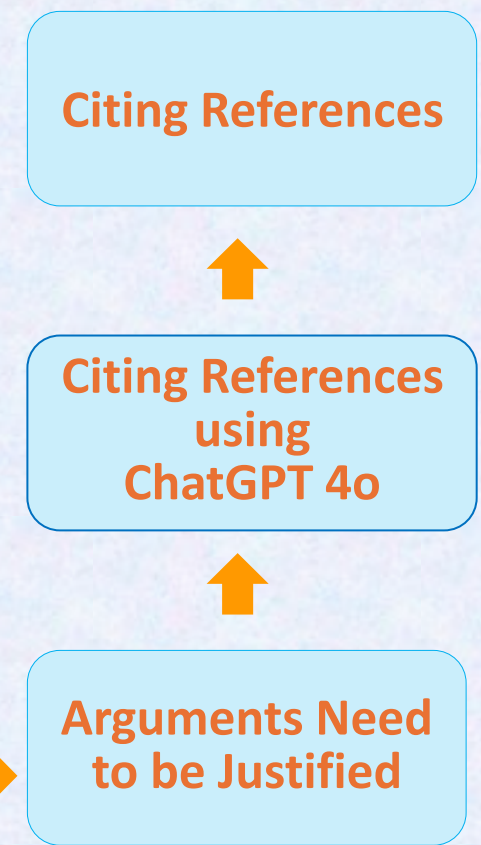 Citing References
Citing References
using
ChatGPT 4o
Arguments Need
to be Justified